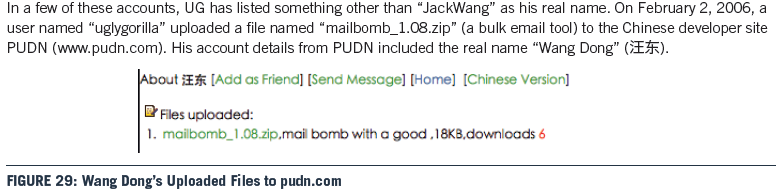 In a few of these accounts, UG has listed something other than “JackWang” as his real name. On February 2, 2006, a
user named “uglygorilla” uploaded a file named “mailbomb_1.08.zip” (a bulk email tool) to the Chinese developer site
PUDN (www.pudn.com). His account details from PUDN included the real name “Wang Dong” (汪东).
About 汪东 [Add as Friend] [Send Message] [Home] [Chinese Version]
Files uploaded:
1. mailbomb_1.08.zip,mail bomb with a good ,18KB,downloads 6
FIGURE 29: Wang Dong’s Uploaded Files to pudn.com